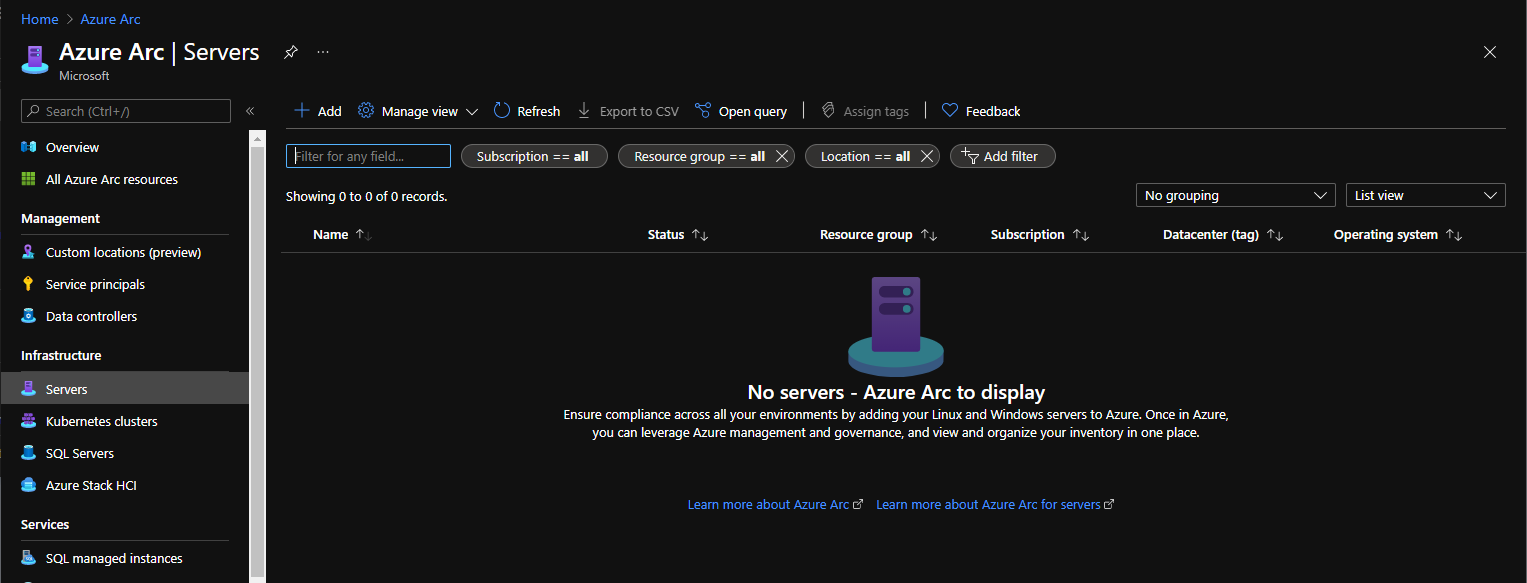 Home > Azure Arc
Azure Arc | Servers ...
Microsoft
Search (Ctrl+/) «
Overview
All Azure Arc resources
Management
Custom locations (preview)
Service principals
Data controllers
Infrastructure
Servers
Kubernetes clusters
SQL Servers
Azure Stack HCI
Services
SQL managed instances
Add Manage view Refresh Export to CSV Open query Assign tags Feedback
Filter for any field... Subscription == all Resource group == all Location == all Add filter
Showing 0 to 0 of 0 records. No grouping List view
Name Status Resource group Subscription Datacenter (tag) Operating system
No servers - Azure Arc to display
Ensure compliance across all your environments by adding your Linux and Windows servers to Azure. Once in Azure,
you can leverage Azure management and governance, and view and organize your inventory in one place.
Learn more about Azure Arc Learn more about Azure Arc for servers